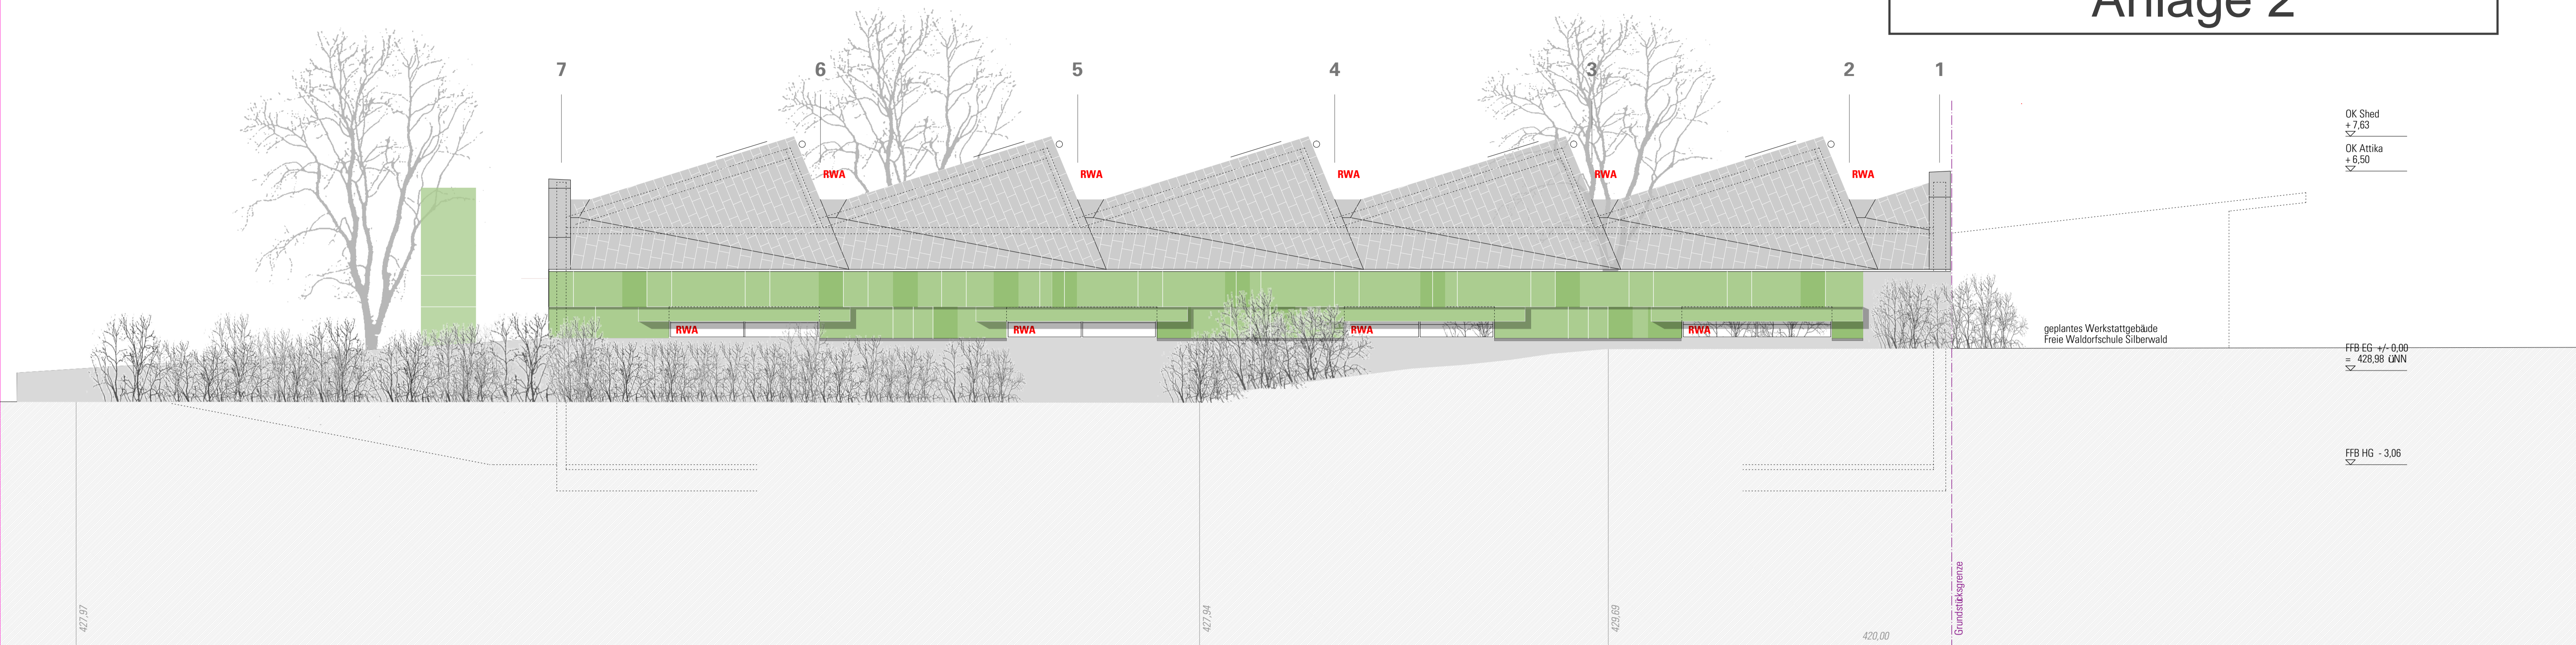 Anlage 2
7
6
5
4
3
2
1
OK Shed
+ 7,63
OK Attika
+ 6,50
RWA
RWA
RWA
RWA
RWA
RWA
RWA
RWA
RWA
geplantes Werkstattgebäude
Freie Waldorfschule Silberwald
FFB EG +/- 0,00
= 428,98 üNN
FFB HG - 3,06
427,97
427,94
429,69
420,00
Grundstücksgrenze